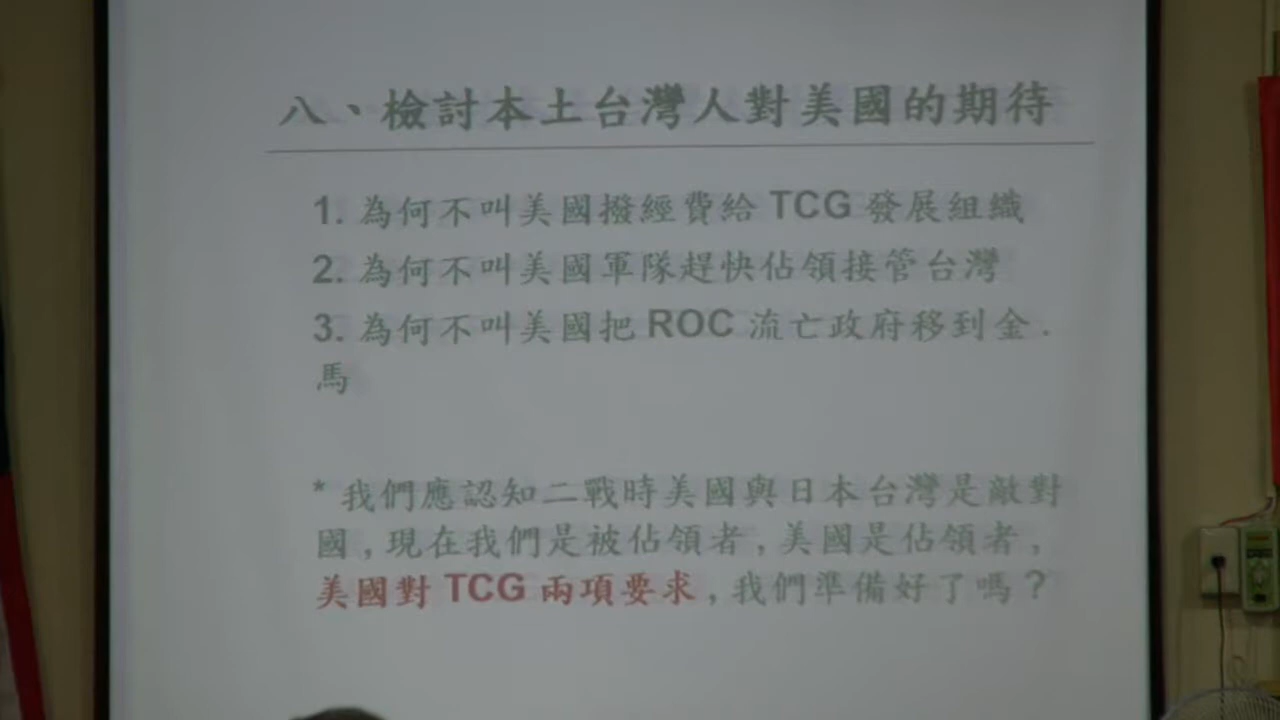 八、檢討本土台灣人對美國的期待
1. 為何不叫美國撥經費給 TCG 發展組織
2. 為何不叫美國軍隊趕快佔領接管台灣
3. 為何不叫美國把 ROC 流亡政府移到金.
馬
* 我們應認知二戰時美國與日本台灣是敵對
國,現在我們是被佔領者,美國是佔領者,
美國對 TCG 兩項要求,我們準備好了嗎?